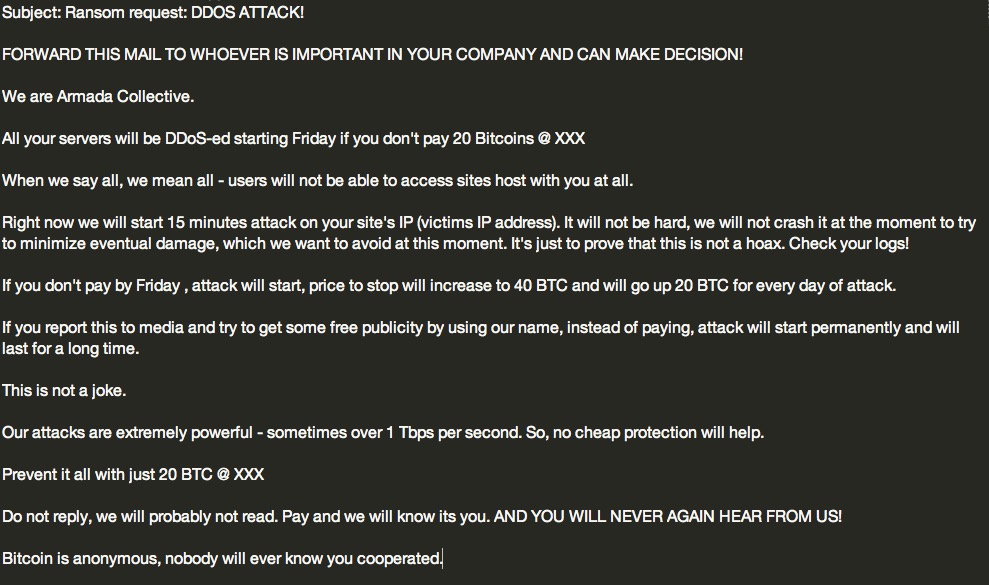 Subject: Ransom request: DDOS ATTACK!
FORWARD THIS MAIL TO WHOEVER IS IMPORTANT IN YOUR COMPANY AND CAN MAKE DECISION!
We are Armada Collective.
All your servers will be DDoS-ed starting Friday if you don't pay 20 Bitcoins @ XXX
When we say all, we mean all - users will not be able to access sites host with you at all.
Right now we will start 15 minutes attack on your site's IP (victims IP address). It will not be hard, we will not crash it at the moment to try
to minimize eventual damage, which we want to avoid at this moment. It's just to prove that this is not a hoax. Check your logs!
If you don't pay by Friday , attack will start, price to stop will increase to 40 BTC and will go up 20 BTC for every day of attack.
If you report this to media and try to get some free publicity by using our name, instead of paying, attack will start permanently and will
last for a long time.
This is not a joke.
Our attacks are extremely powerful - sometimes over 1 Tbps per second. So, no cheap protection will help.
Prevent it all with just 20 BTC @ XXX
Do not reply, we will probably not read. Pay and we will know its you. AND YOU WILL NEVER AGAIN HEAR FROM US!
Bitcoin is anonymous, nobody will ever know you cooperated.